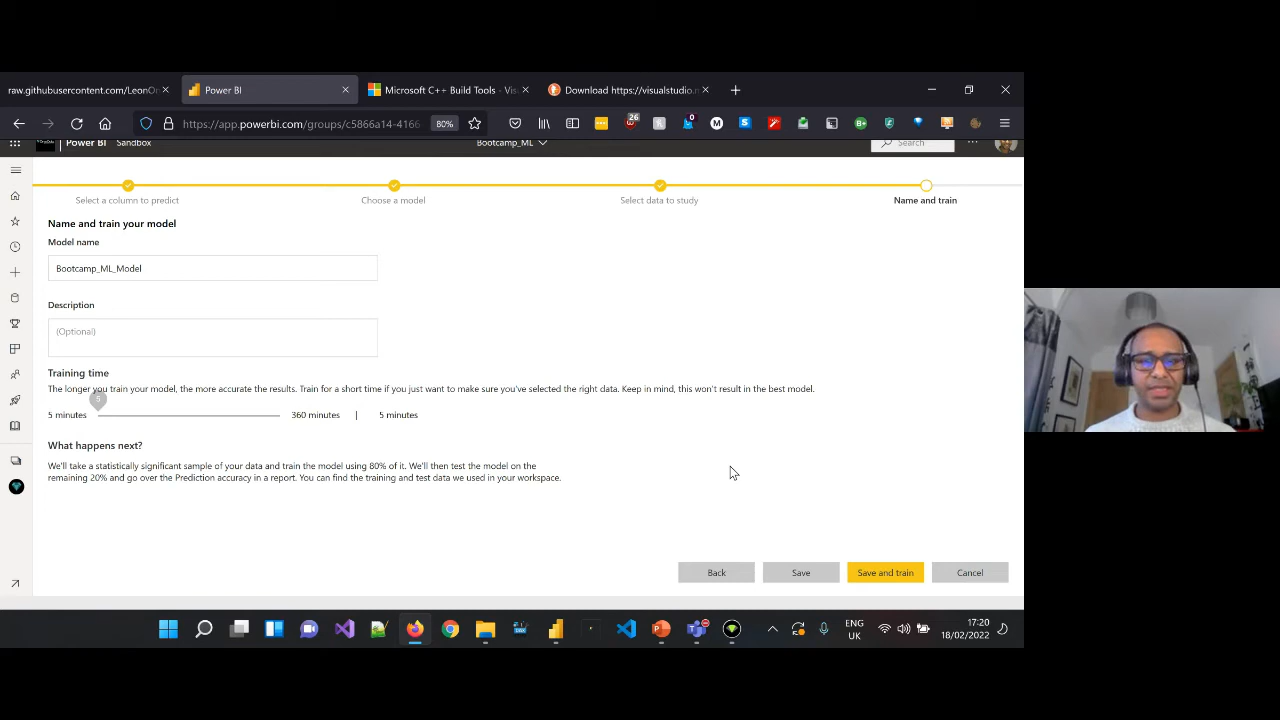 raw.githubusercontent.com/LeonOn
Power BI
Microsoft C++ Build Tools - Vis
Download https://visualstudio.m
https://app.powerbi.com/groups/c5866a14-4166
80%
26
0
Power BI
Sandbox
Bootcamp_ML
Search
Select a column to predict
Choose a model
Select data to study
Name and train
Name and train your model
Model name
Bootcamp_ML_Model
Description
(Optional)
Training time
The longer you train your model, the more accurate the results. Train for a short time if you just want to make sure you've selected the right data. Keep in mind, this won't result in the best model.
5
5 minutes
360 minutes | 5 minutes
What happens next?
We'll take a statistically significant sample of your data and train the model using 80% of it. We'll then test the model on the
remaining 20% and go over the Prediction accuracy in a report. You can find the training and test data we used in your workspace.
Back
Save
Save and train
Cancel
ENG
UK
17:20
18/02/2022